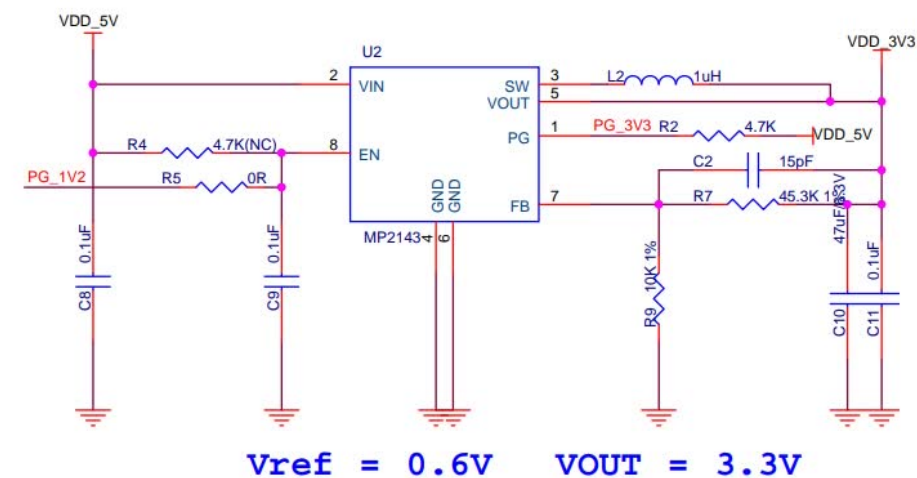 VDD_5V
VDD_3V3
U2
2
VIN
SW
3
L2
1uH
VOUT
5
PG
1
PG_3V3
R2
4.7K
VDD_5V
R4
4.7K(NC)
8
EN
PG_1V2
R5
0R
C2
15pF
FB
7
R7
45.3K 1%
GND
GND
MP2143
4
6
0.1uF
C8
0.1uF
C9
10K 1%
R9
47uF/6.3V
C10
0.1uF
C11
Vref = 0.6V VOUT = 3.3V